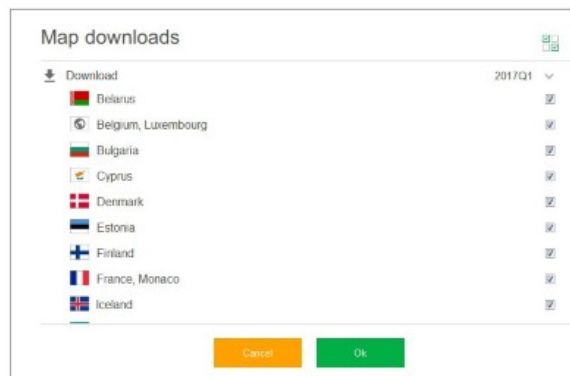 Map downloads
Download 2017Q1
Belarus
Belgium, Luxembourg
Bulgaria
Cyprus
Denmark
Estonia
Finland
France, Monaco
Iceland
Cancel Ok